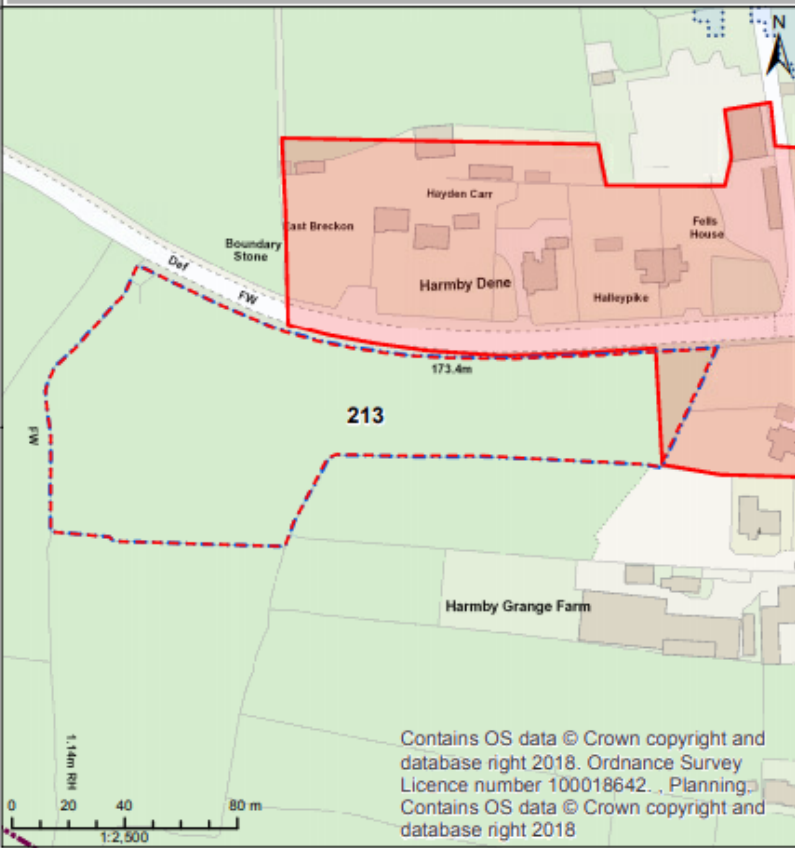 N
Hayden Carr
East Breckon
Fells
House
Boundary
Stone
Def
FW
Harmby Dene
Halleypike
173.4m
213
FW
Harmby Grange Farm
1.14m RH
Contains OS data © Crown copyright and
database right 2018. Ordnance Survey
Licence number 100018642. , Planning,
Contains OS data © Crown copyright and
database right 2018
0 20 40 80 m
1:2,500